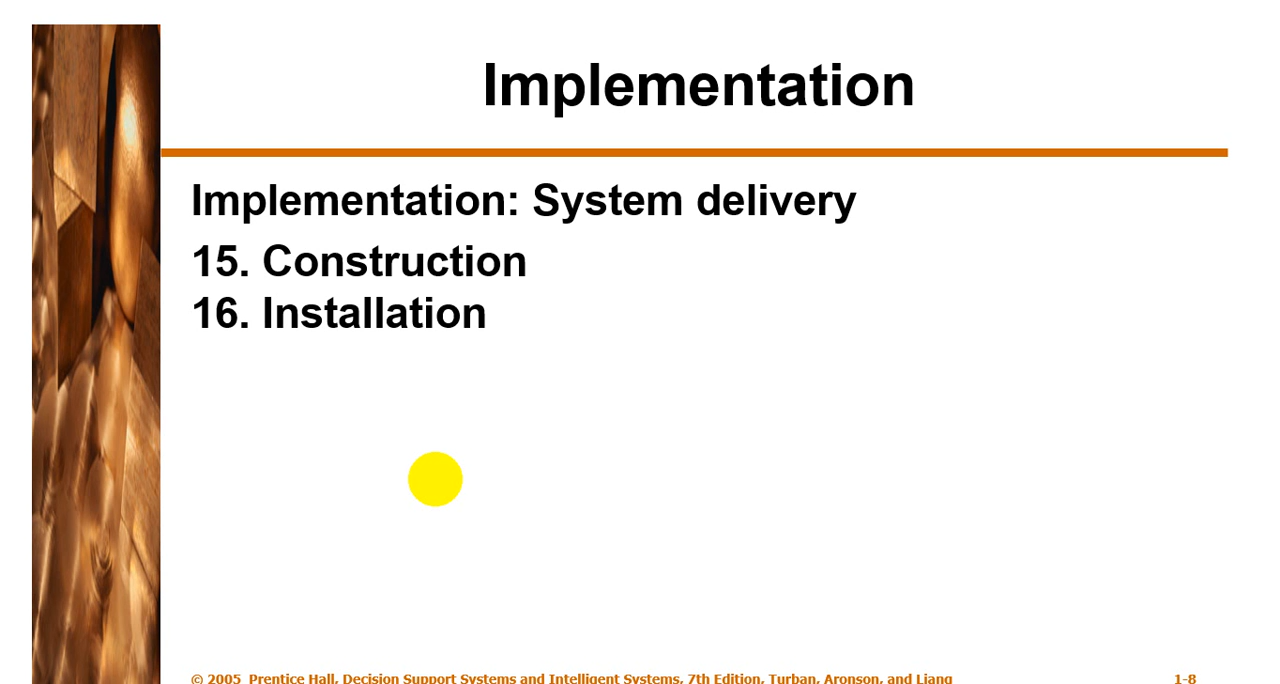 Implementation
Implementation: System delivery
15. Construction
16. Installation
© 2005 Prentice Hall, Decision Support Systems and Intelligent Systems, 7th Edition, Turban, Aronson, and Liang
1-8